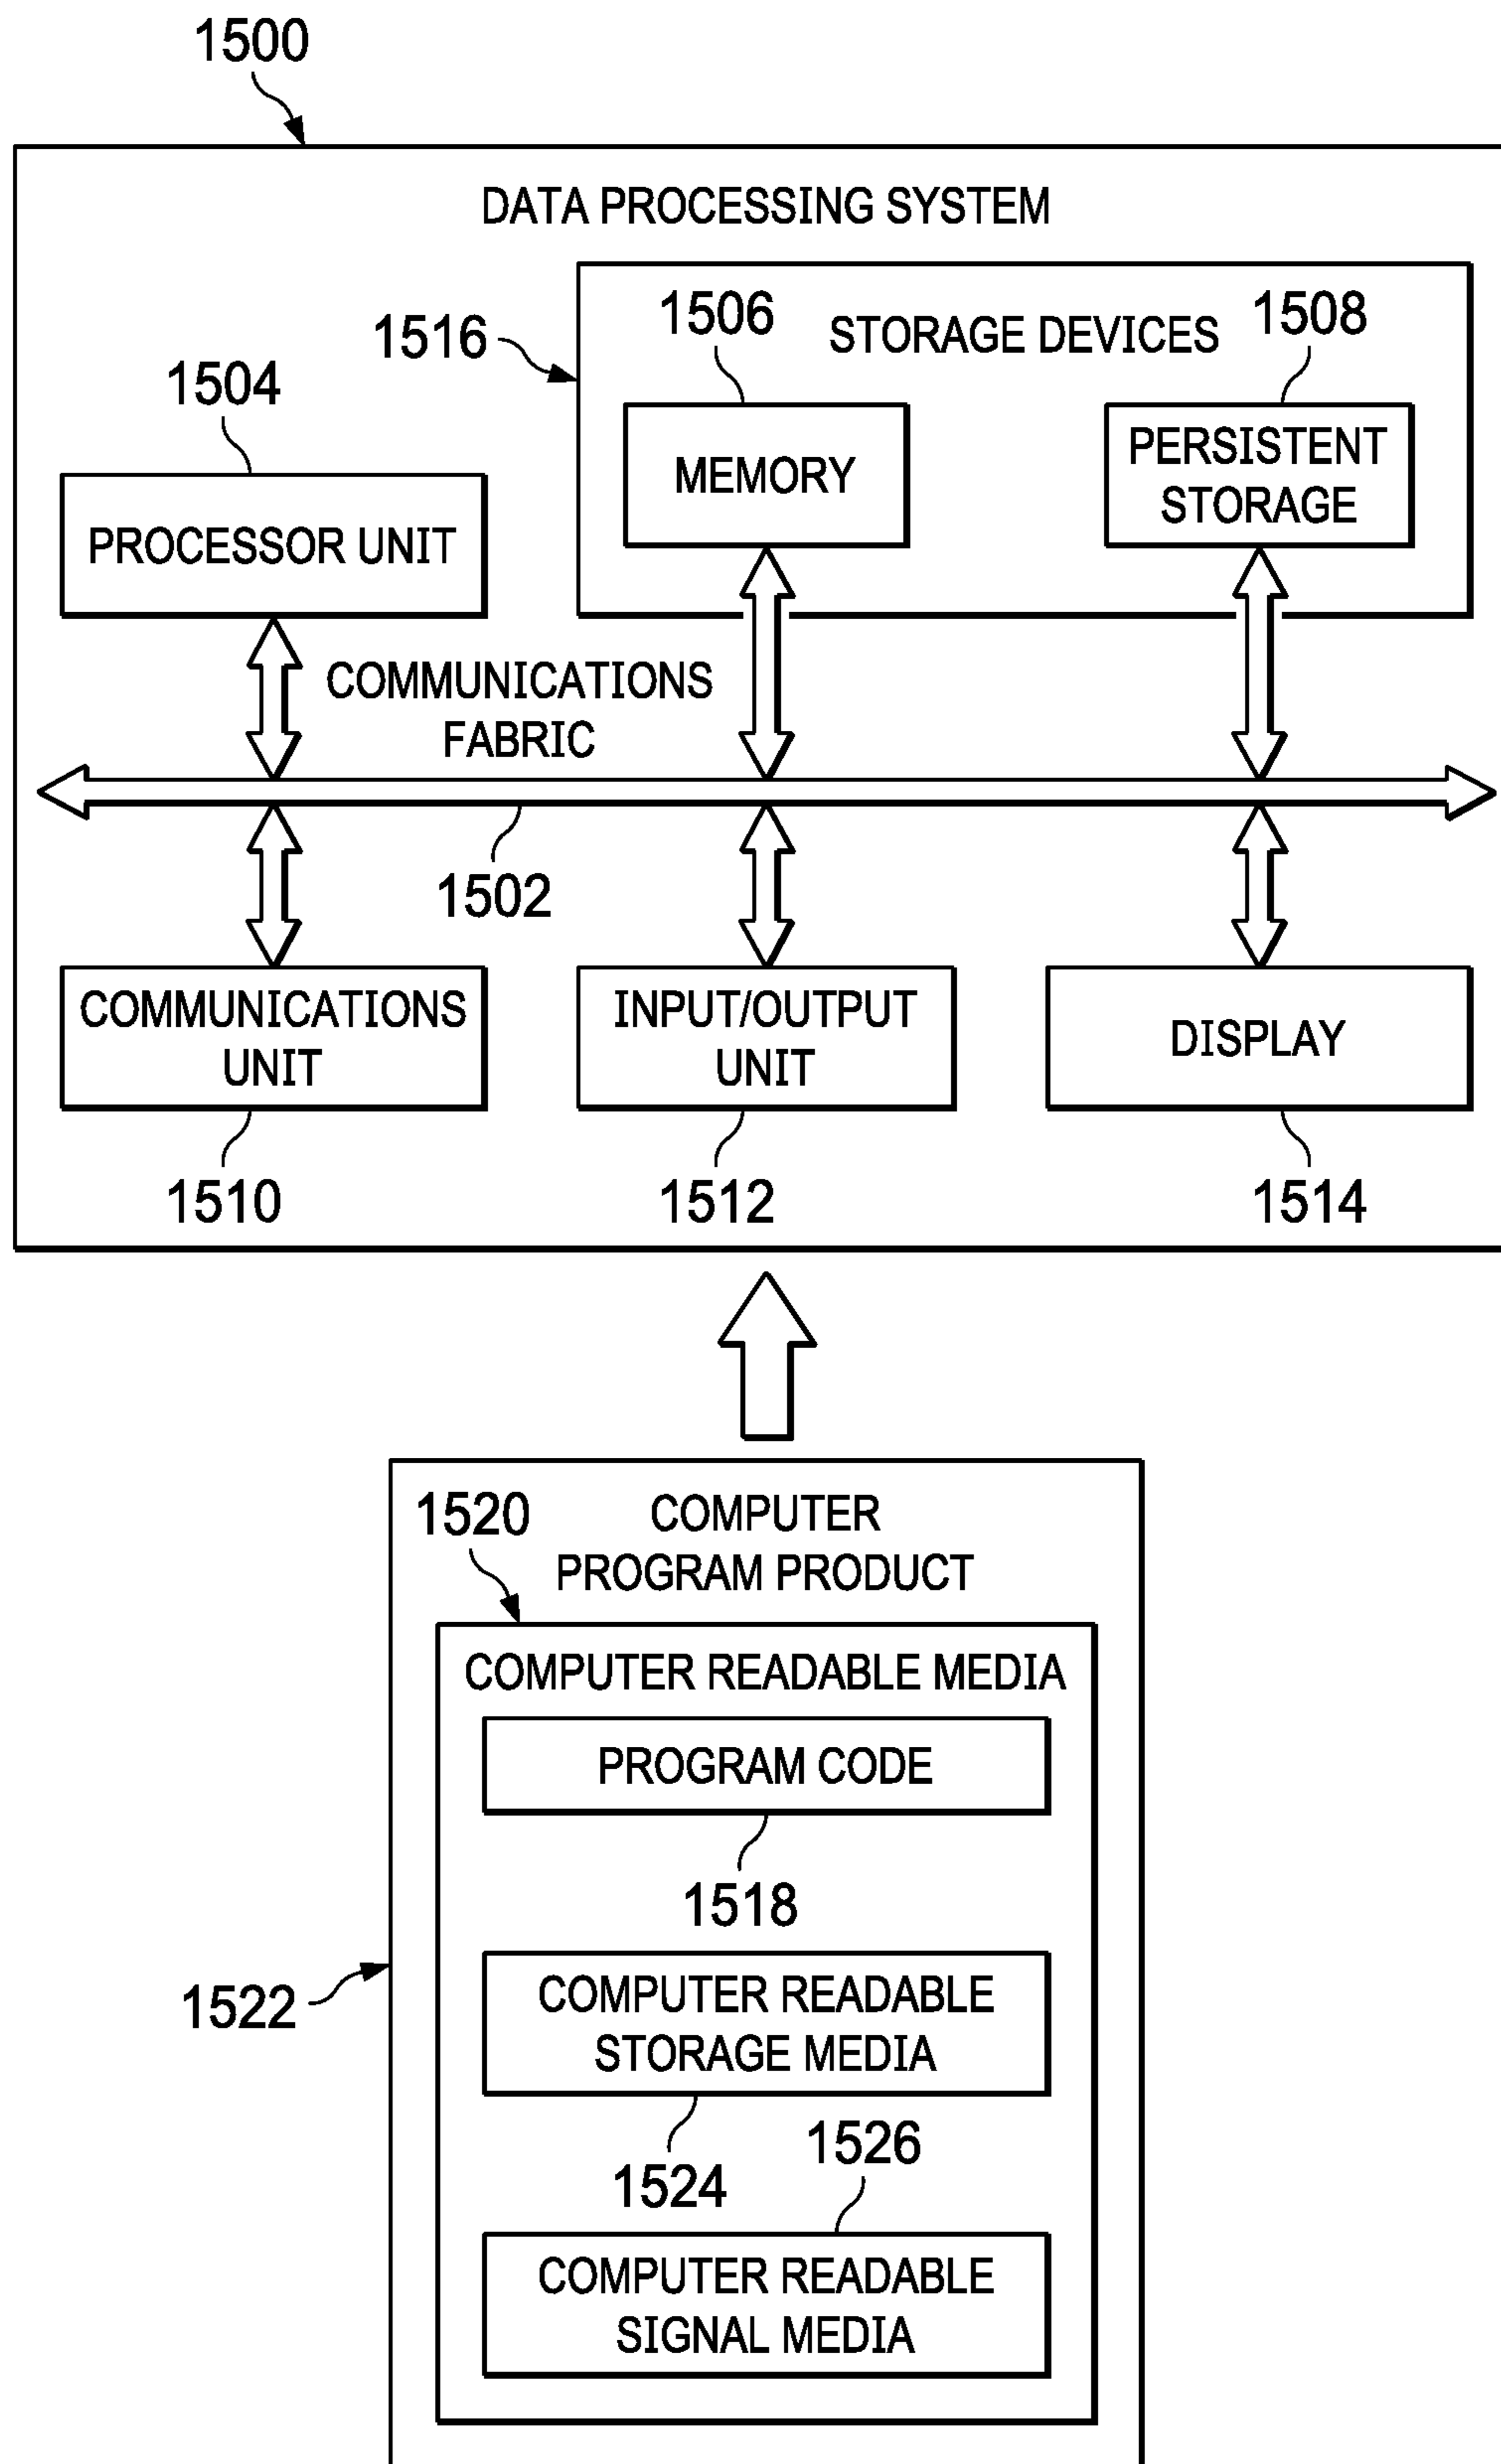 1500
DATA PROCESSING SYSTEM
1516
1506
STORAGE DEVICES
1508
1504
MEMORY
PERSISTENT
STORAGE
PROCESSOR UNIT
COMMUNICATIONS
FABRIC
1502
COMMUNICATIONS
UNIT
INPUT/OUTPUT
UNIT
DISPLAY
1510
1512
1514
1520
COMPUTER
PROGRAM PRODUCT
COMPUTER READABLE MEDIA
PROGRAM CODE
1518
1522
COMPUTER READABLE
STORAGE MEDIA
1524
1526
COMPUTER READABLE
SIGNAL MEDIA